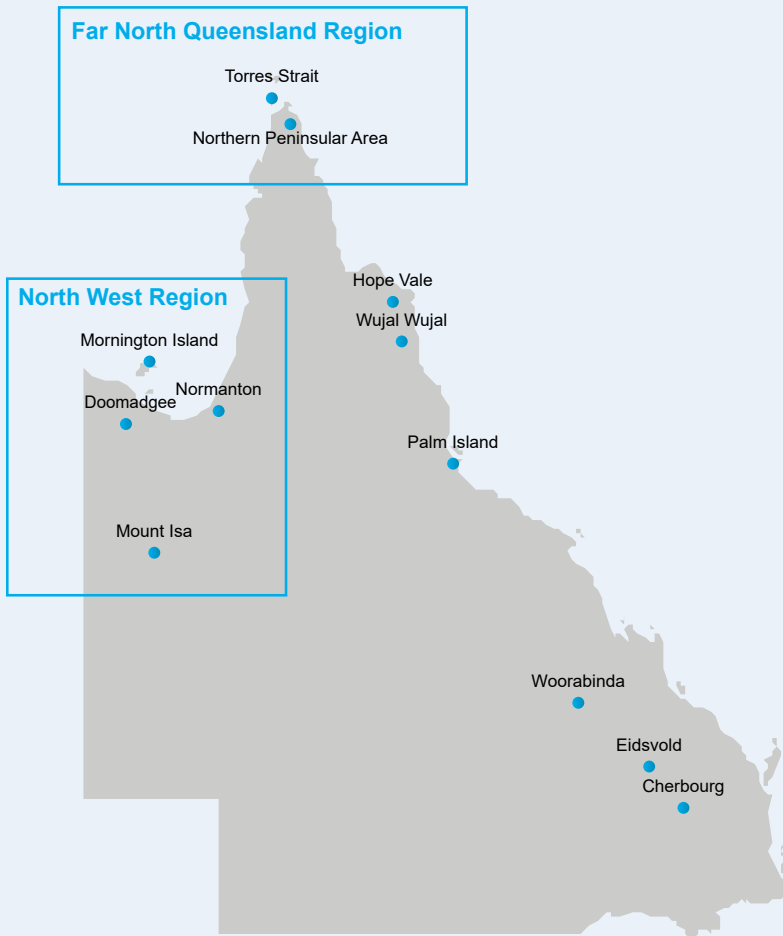 Far North Queensland Region
Torres Strait
Northern Peninsular Area
Hope Vale
North West Region
Wujal Wujal
Mornington Island
Normanton
Doomadgee
Palm Island
Mount Isa
Woorabinda
Eidsvold
Cherbourg